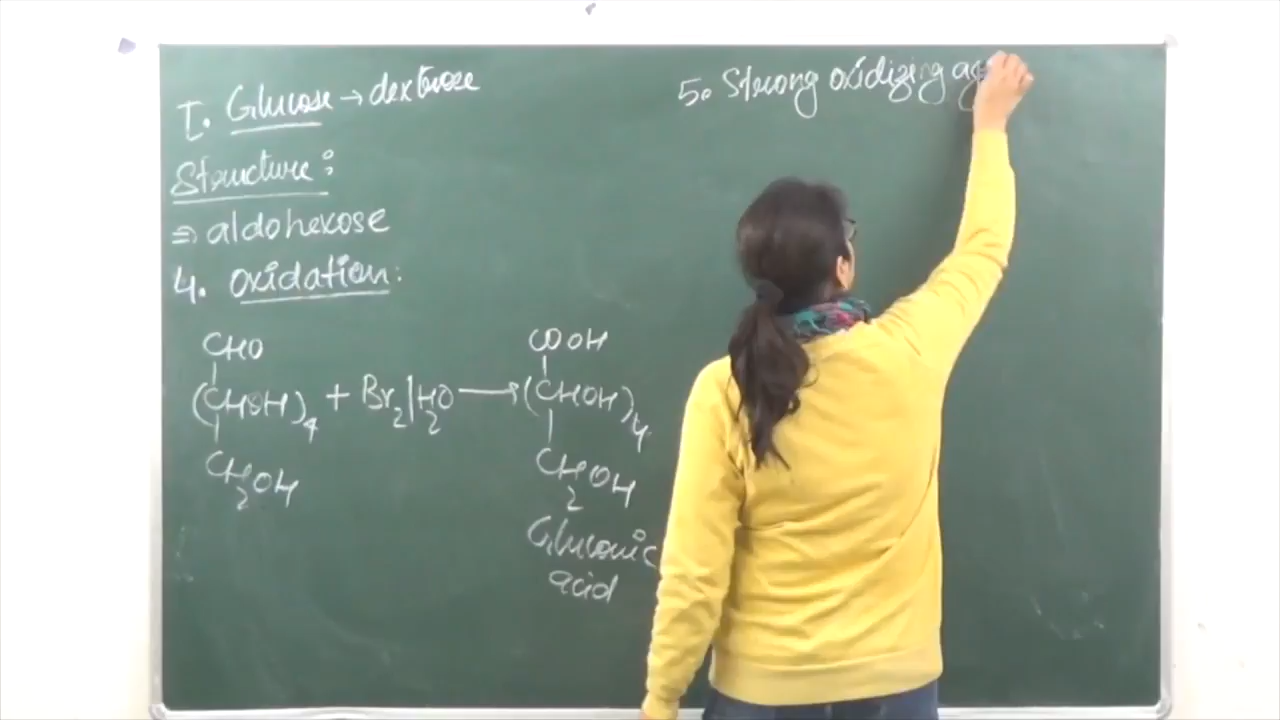 I. Glucose → dextrose
Structure :
⇒ aldohexose
4. Oxidation :
CHO
(CHOH)4 + Br2|H2O ⟶
CH2OH
COOH
(CHOH)4
CH2OH
Gluconic
acid
5. Strong oxidizing